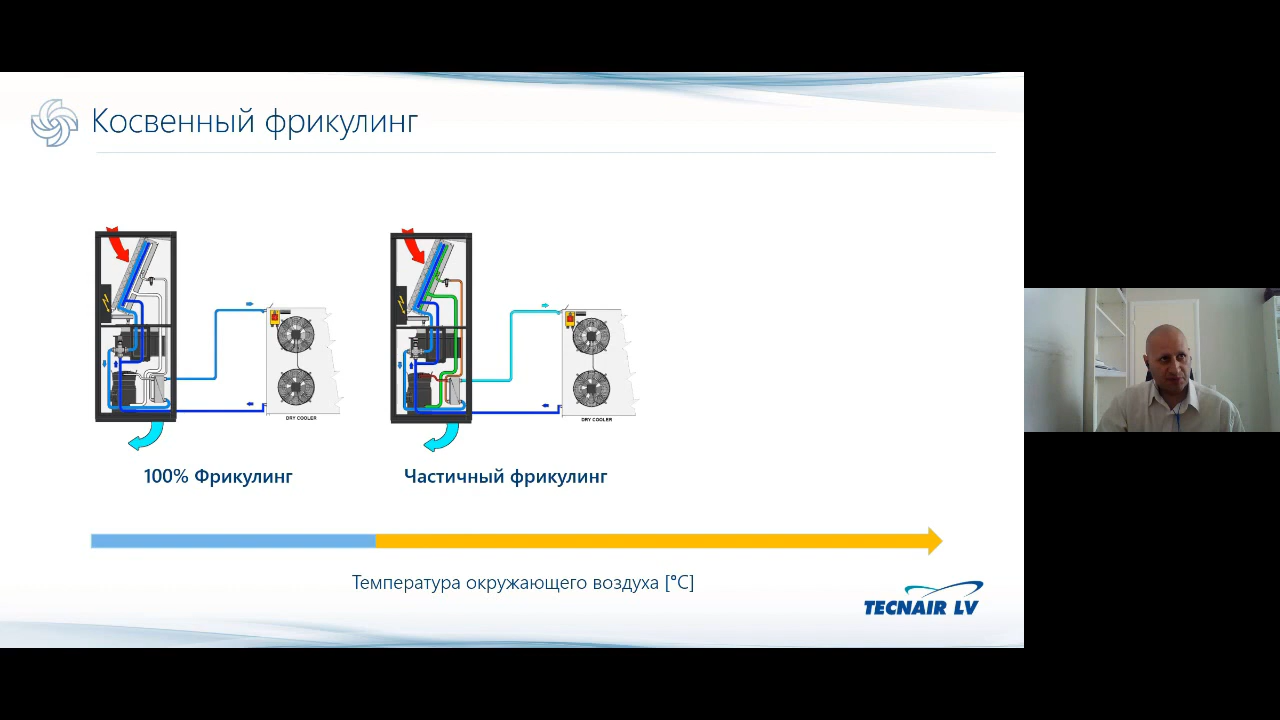 Косвенный фрикулинг
DRY COOLER
DRY COOLER
100% Фрикулинг
Частичный фрикулинг
Температура окружающего воздуха [°C]
TECNAIR LV